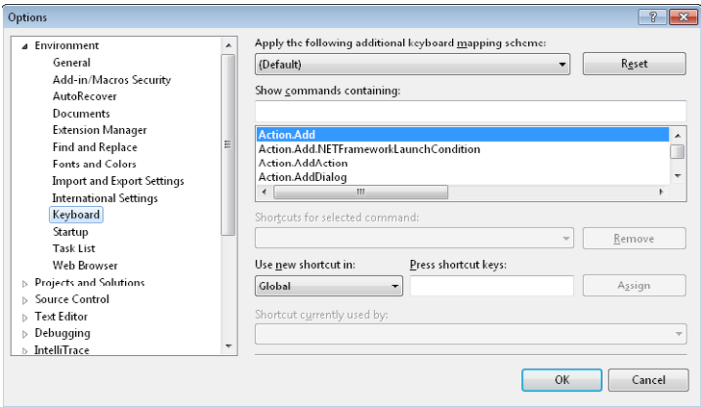 Options
Environment
General
Add-in/Macros Security
AutoRecover
Documents
Extension Manager
Find and Replace
Fonts and Colors
Import and Export Settings
International Settings
Keyboard
Startup
Task List
Web Browser
Projects and Solutions
Source Control
Text Editor
Debugging
IntelliTrace
Apply the following additional keyboard mapping scheme:
(Default)
Reset
Show commands containing:
Action.Add
Action.Add.NETFrameworkLaunchCondition
Action.AddAction
Action.AddDialog
Shortcuts for selected command:
Remove
Use new shortcut in:
Press shortcut keys:
Global
Assign
Shortcut currently used by:
OK
Cancel